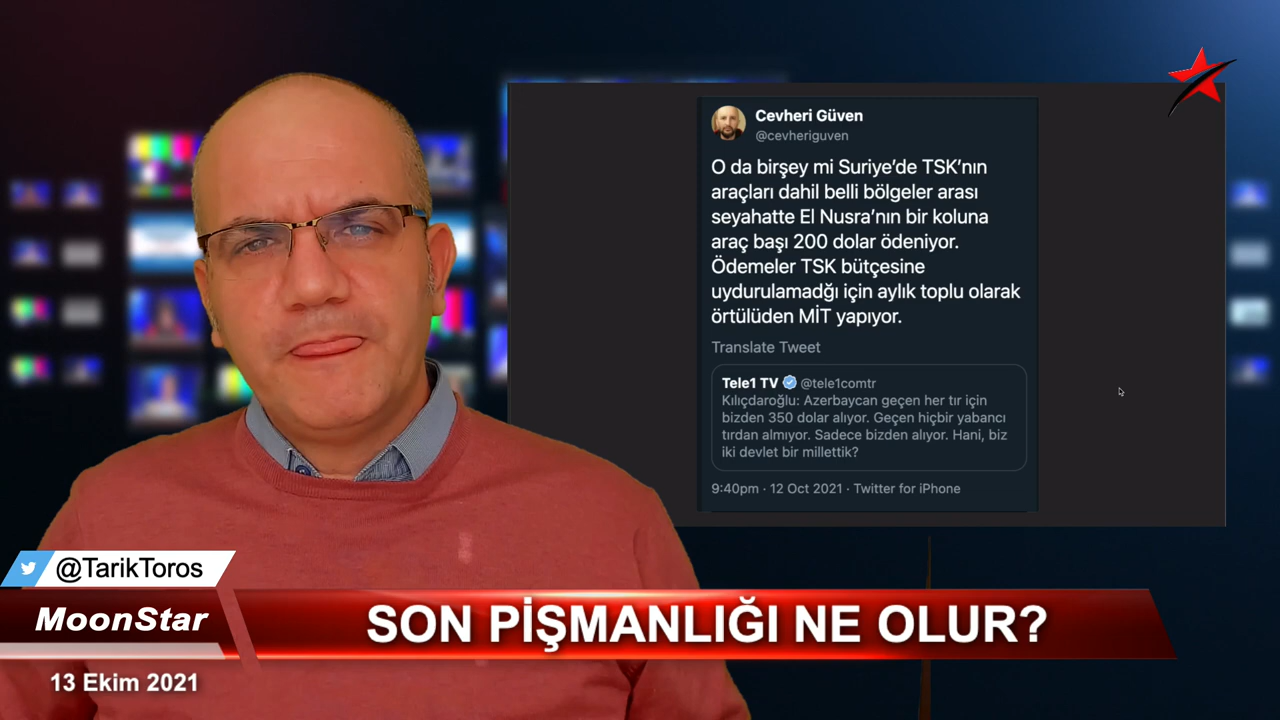 Cevheri Güven
@cevheriguven
O da birşey mi Suriye'de TSK'nın
araçları dahil belli bölgeler arası
seyahatte El Nusra'nın bir koluna
araç başı 200 dolar ödeniyor.
Ödemeler TSK bütçesine
uydurulamadğı için aylık toplu olarak
örtülüden MİT yapıyor.
Translate Tweet
Tele1 TV @tele1comtr
Kılıçdaroğlu: Azerbaycan geçen her tır için
bizden 350 dolar alıyor. Geçen hiçbir yabancı
tırdan almıyor. Sadece bizden alıyor. Hani, biz
iki devlet bir millettik?
9:40pm · 12 Oct 2021 · Twitter for iPhone
@TarikToros
MoonStar
SON PİŞMANLIĞI NE OLUR?
13 Ekim 2021